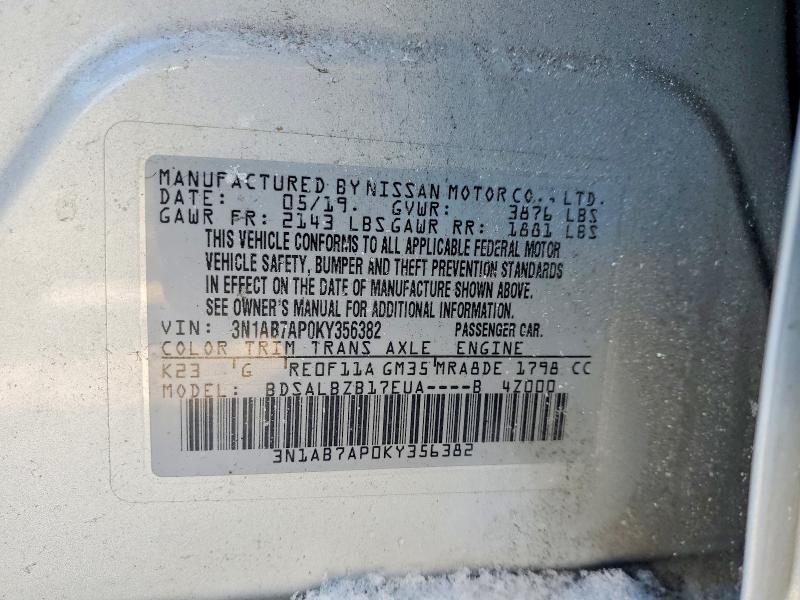 MANUFACTURED BY NISSAN MOTOR CO., LTD.
DATE: 05/19. GVWR: 3876 LBS
GAWR FR: 2143 LBS GAWR RR: 1881 LBS
THIS VEHICLE CONFORMS TO ALL APPLICABLE FEDERAL MOTOR
VEHICLE SAFETY, BUMPER AND THEFT PREVENTION STANDARDS
IN EFFECT ON THE DATE OF MANUFACTURE SHOWN ABOVE.
SEE OWNER'S MANUAL FOR ADDITIONAL INFORMATION.
VIN: 3N1AB7AP0KY356382 PASSENGER CAR.
COLOR TRIM TRANS AXLE ENGINE
K23 G RE0F11A GM35 MRA8DE 1798 CC
MODEL: BDSALBZB17EUA----B 4Z000
3N1AB7AP0KY356382